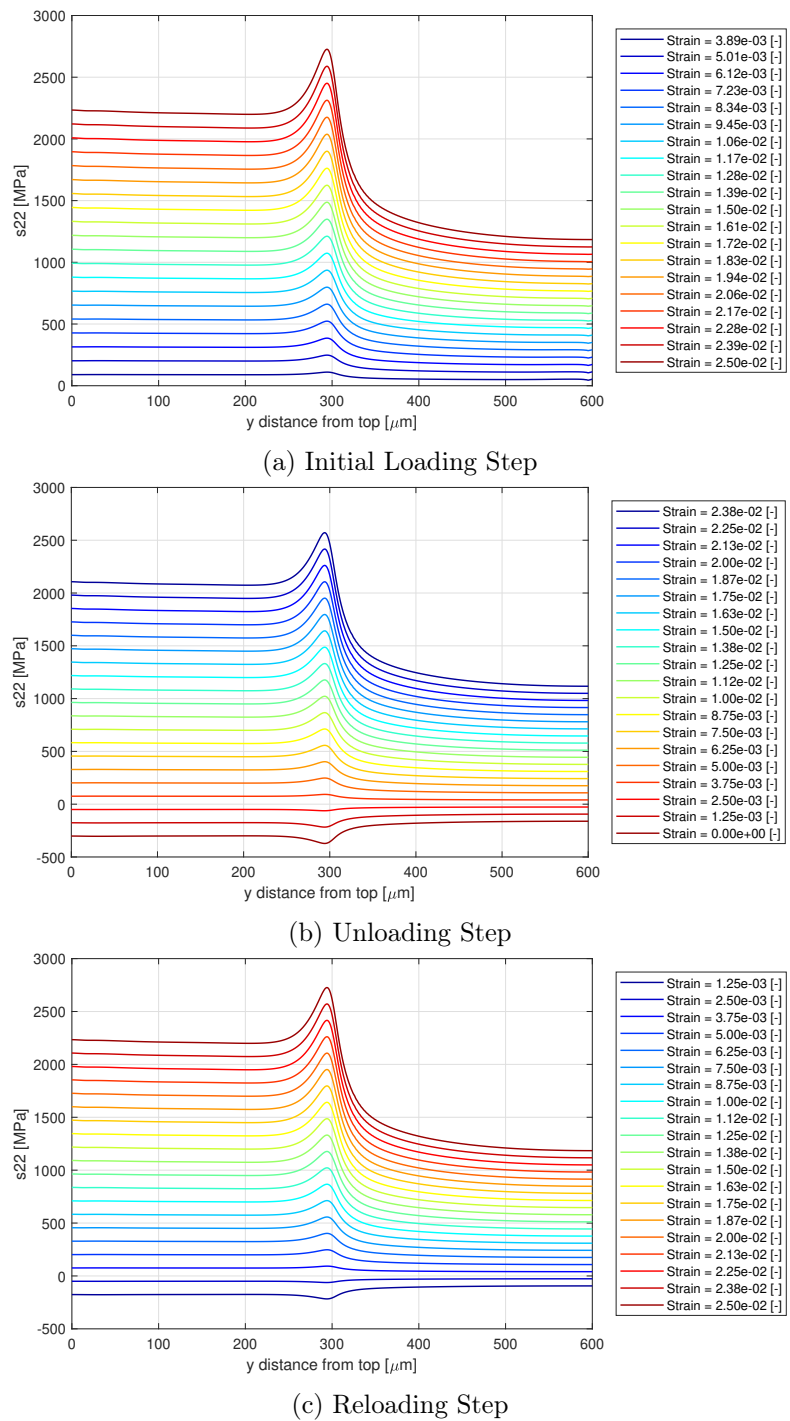 3000
2500
2000
1500
1000
500
0
s22 [MPa]
0 100 200 300 400 500 600
y distance from top [μm]
Strain = 3.89e-03 [-]
Strain = 5.01e-03 [-]
Strain = 6.12e-03 [-]
Strain = 7.23e-03 [-]
Strain = 8.34e-03 [-]
Strain = 9.45e-03 [-]
Strain = 1.06e-02 [-]
Strain = 1.17e-02 [-]
Strain = 1.28e-02 [-]
Strain = 1.39e-02 [-]
Strain = 1.50e-02 [-]
Strain = 1.61e-02 [-]
Strain = 1.72e-02 [-]
Strain = 1.83e-02 [-]
Strain = 1.94e-02 [-]
Strain = 2.06e-02 [-]
Strain = 2.17e-02 [-]
Strain = 2.28e-02 [-]
Strain = 2.39e-02 [-]
Strain = 2.50e-02 [-]
(a) Initial Loading Step
3000
2500
2000
1500
1000
500
0
-500
s22 [MPa]
0 100 200 300 400 500 600
y distance from top [μm]
Strain = 2.38e-02 [-]
Strain = 2.25e-02 [-]
Strain = 2.13e-02 [-]
Strain = 2.00e-02 [-]
Strain = 1.87e-02 [-]
Strain = 1.75e-02 [-]
Strain = 1.63e-02 [-]
Strain = 1.50e-02 [-]
Strain = 1.38e-02 [-]
Strain = 1.25e-02 [-]
Strain = 1.12e-02 [-]
Strain = 1.00e-02 [-]
Strain = 8.75e-03 [-]
Strain = 7.50e-03 [-]
Strain = 6.25e-03 [-]
Strain = 5.00e-03 [-]
Strain = 3.75e-03 [-]
Strain = 2.50e-03 [-]
Strain = 1.25e-03 [-]
Strain = 0.00e+00 [-]
(b) Unloading Step
3000
2500
2000
1500
1000
500
0
-500
s22 [MPa]
0 100 200 300 400 500 600
y distance from top [μm]
Strain = 1.25e-03 [-]
Strain = 2.50e-03 [-]
Strain = 3.75e-03 [-]
Strain = 5.00e-03 [-]
Strain = 6.25e-03 [-]
Strain = 7.50e-03 [-]
Strain = 8.75e-03 [-]
Strain = 1.00e-02 [-]
Strain = 1.12e-02 [-]
Strain = 1.25e-02 [-]
Strain = 1.38e-02 [-]
Strain = 1.50e-02 [-]
Strain = 1.63e-02 [-]
Strain = 1.75e-02 [-]
Strain = 1.87e-02 [-]
Strain = 2.00e-02 [-]
Strain = 2.13e-02 [-]
Strain = 2.25e-02 [-]
Strain = 2.38e-02 [-]
Strain = 2.50e-02 [-]
(c) Reloading Step